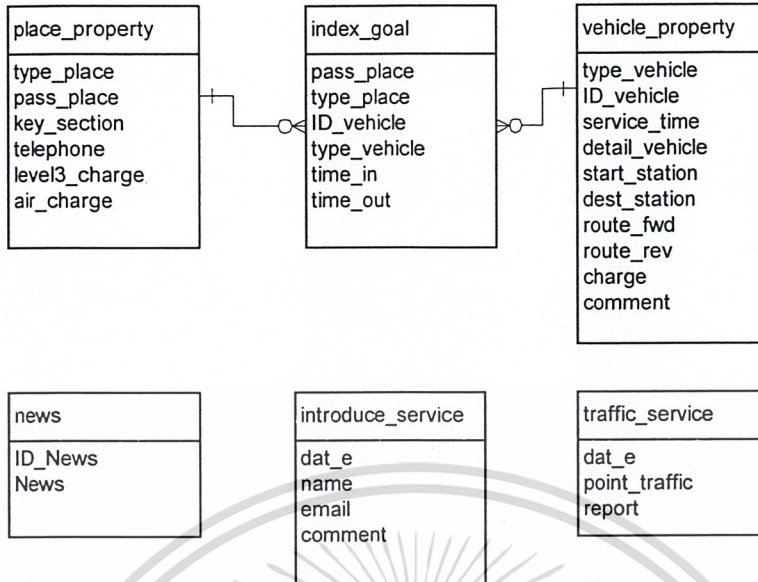 place_property
type_place
pass_place
key_section
telephone
level3_charge
air_charge
index_goal
pass_place
type_place
ID_vehicle
type_vehicle
time_in
time_out
vehicle_property
type_vehicle
ID_vehicle
service_time
detail_vehicle
start_station
dest_station
route_fwd
route_rev
charge
comment
news
ID_News
News
introduce_service
dat_e
name
email
comment
traffic_service
dat_e
point_traffic
report